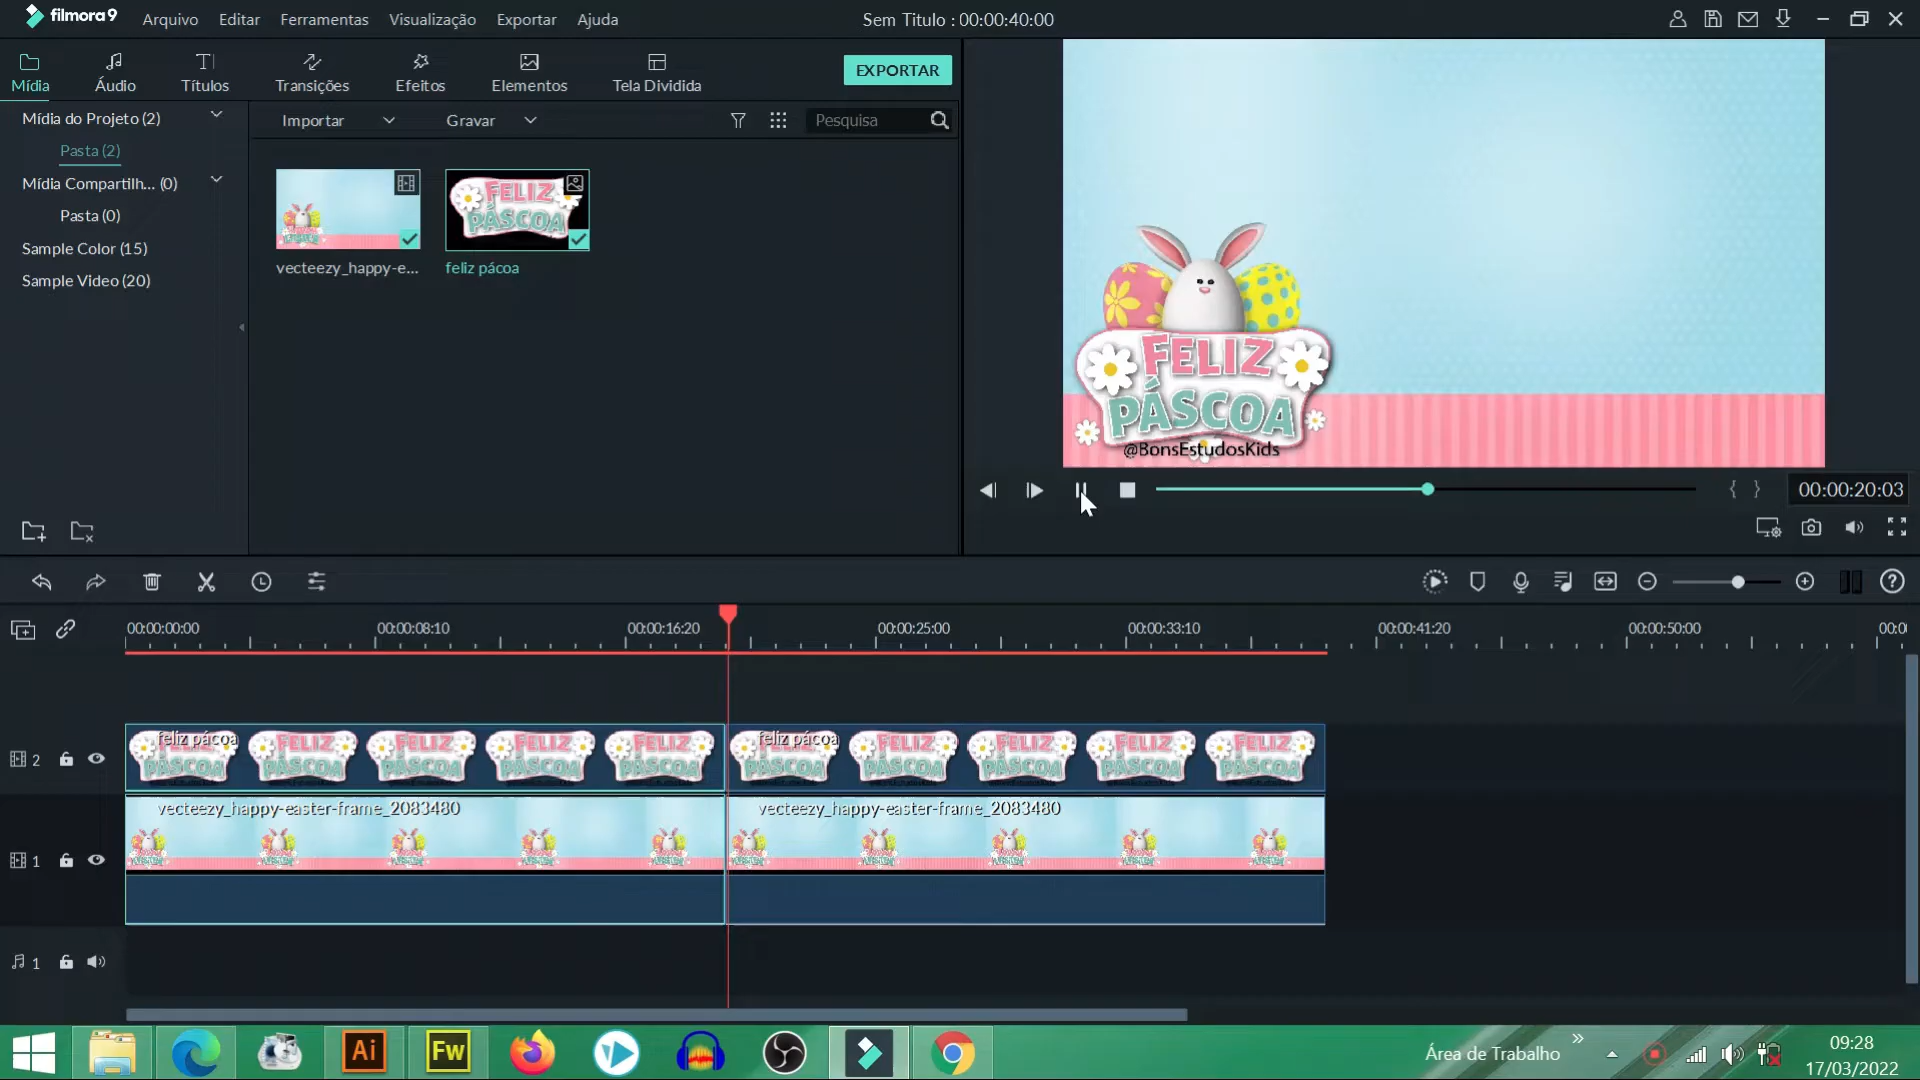 filmora9
Arquivo Editar Ferramentas Visualização Exportar Ajuda
Sem Titulo : 00:00:40:00
Mídia Áudio Títulos Transições Efeitos Elementos Tela Dividida
EXPORTAR
Mídia do Projeto (2)
Pasta (2)
Mídia Compartilh... (0)
Pasta (0)
Sample Color (15)
Sample Video (20)
Importar Gravar Pesquisa
FELIZ
PÁSCOA
vecteezy_happy-e... feliz pácoa
FELIZ
PÁSCOA
@BonsEstudosKids
{ } 00:00:20:03
00:00:00:00 00:00:08:10 00:00:16:20 00:00:25:00 00:00:33:10 00:00:41:20 00:00:50:00 00:0
2
feliz pácoa feliz pácoa
FELIZ FELIZ FELIZ FELIZ FELIZ FELIZ FELIZ FELIZ FELIZ FELIZ
PÁSCOA PÁSCOA PÁSCOA PÁSCOA PÁSCOA PÁSCOA PÁSCOA PÁSCOA PÁSCOA PÁSCOA
1
vecteezy_happy-easter-frame_2083480 vecteezy_happy-easter-frame_2083480
1
Ai Fw
Área de Trabalho
09:28
17/03/2022